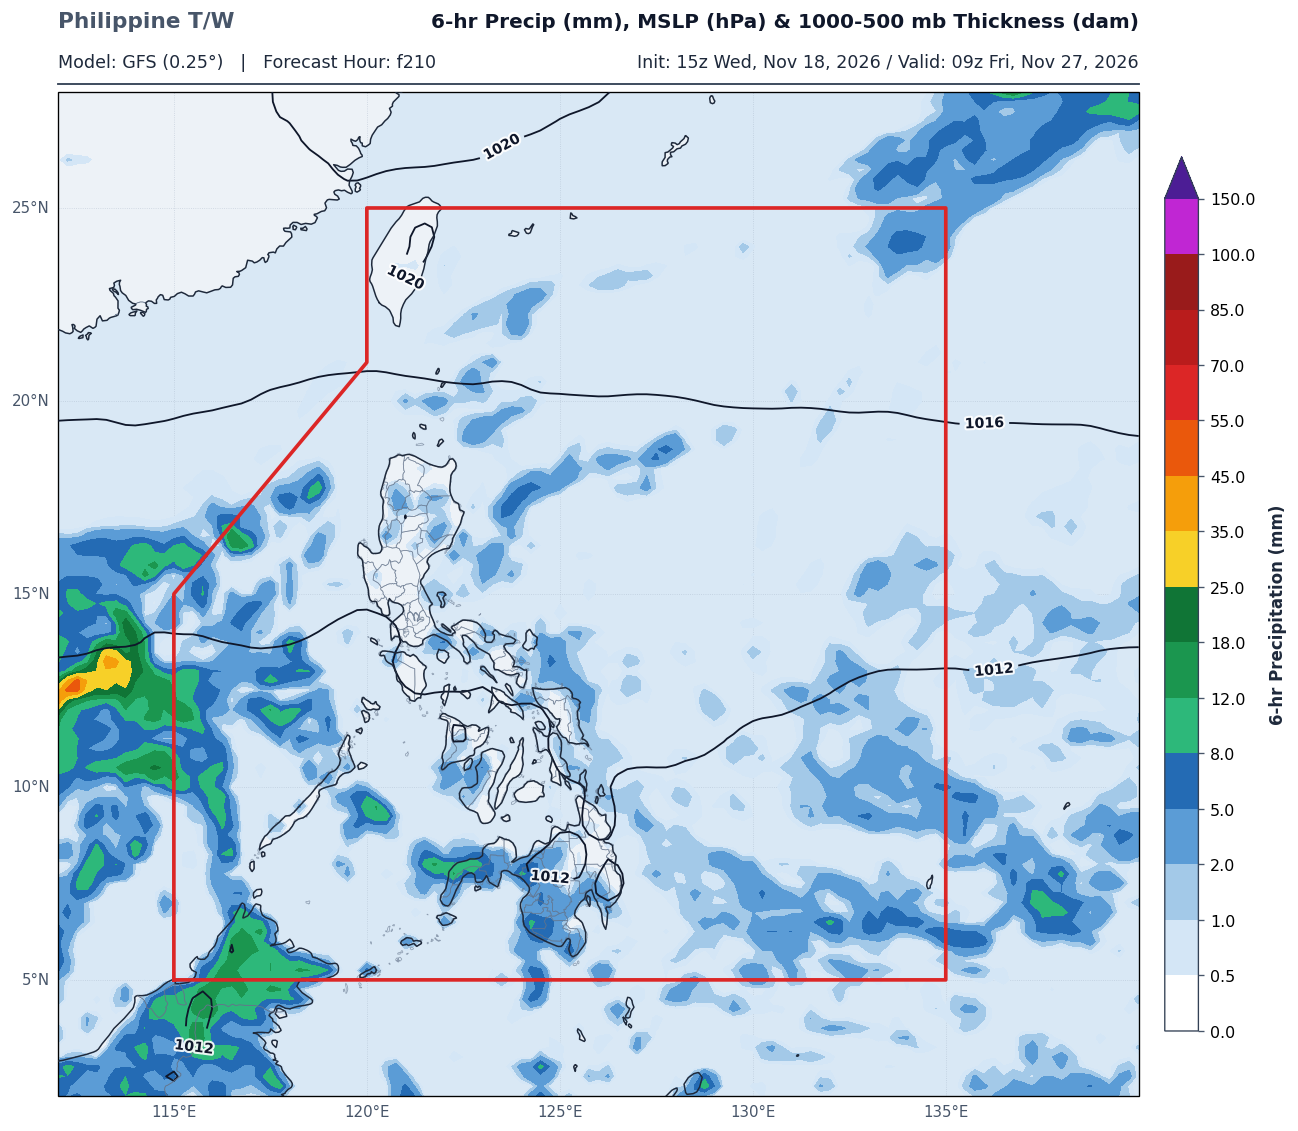 Philippine T/W
6-hr Precip (mm), MSLP (hPa) & 1000-500 mb Thickness (dam)
Model: GFS (0.25°) | Forecast Hour: f210
Init: 15z Wed, Nov 18, 2026 / Valid: 09z Fri, Nov 27, 2026
1020
25°N
1020
20°N
1016
15°N
1012
10°N
1012
5°N
1012
115°E
120°E
125°E
130°E
135°E
150.0
100.0
85.0
70.0
55.0
45.0
35.0
25.0
18.0
12.0
8.0
5.0
2.0
1.0
0.5
0.0
6-hr Precipitation (mm)